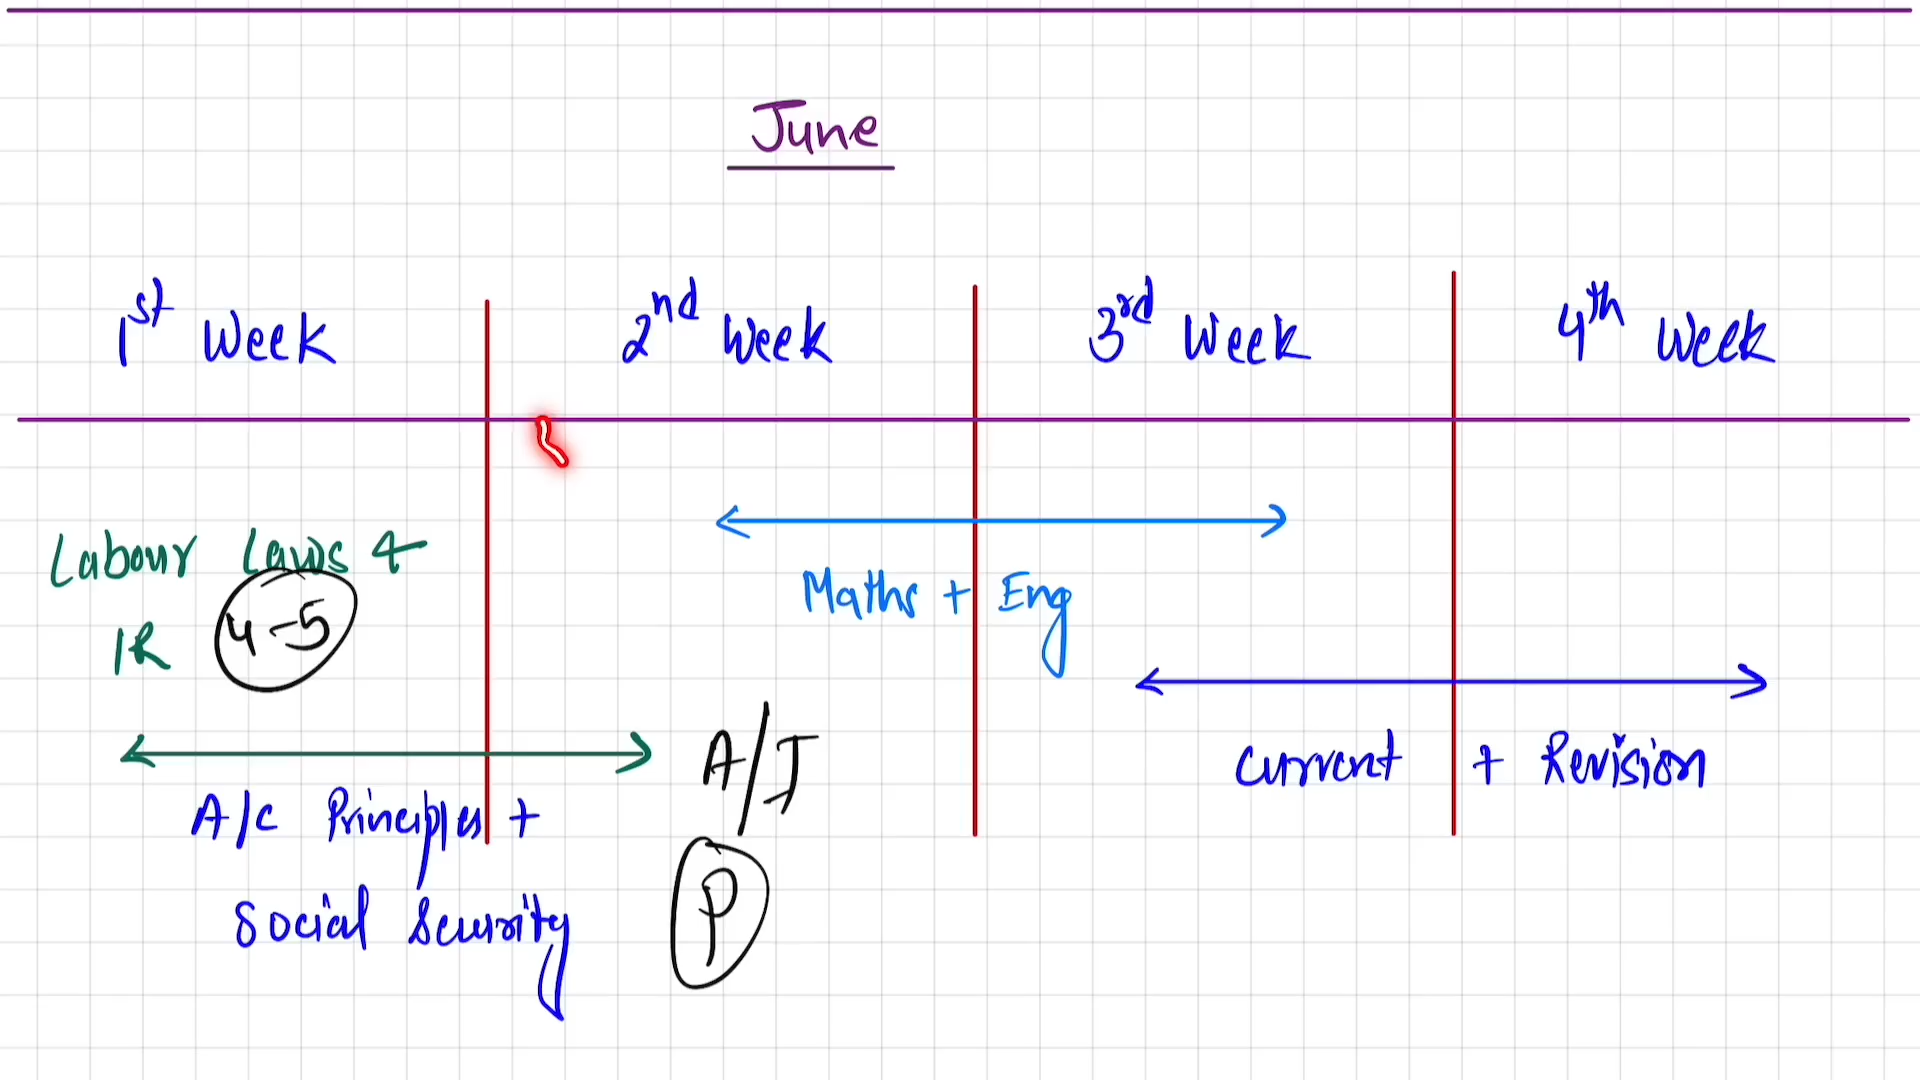 June
1st Week 2nd Week 3rd Week 4th Week
Labour Laws &
IR 4-5
Maths + Eng
A/J
Current + Revision
A/c Principles +
P
Social Security